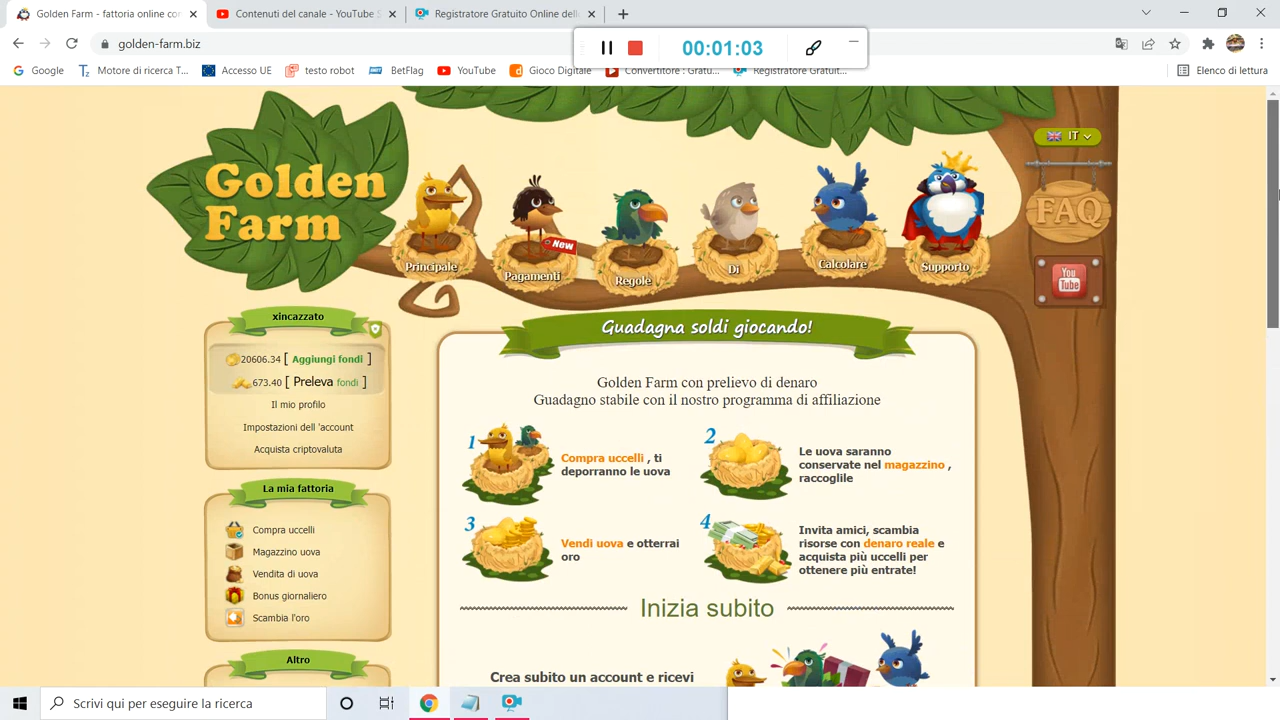 Golden Farm - fattoria online con
Contenuti del canale - YouTube S
Registratore Gratuito Online dell
golden-farm.biz
00:01:03
Google
Motore di ricerca T...
Accesso UE
testo robot
BetFlag
YouTube
Gioco Digitale
Convertitore : Gratu...
Registratore Gratuit...
Elenco di lettura
Golden
Farm
IT
FAQ
You
Tube
Principale
New
Pagamenti
Regole
Di
Calcolare
Supporto
xincazzato
20606.34 [ Aggiungi fondi ]
673.40 [ Preleva fondi ]
Il mio profilo
Impostazioni dell 'account
Acquista criptovaluta
La mia fattoria
Compra uccelli
Magazzino uova
Vendita di uova
Bonus giornaliero
Scambia l'oro
Altro
Guadagna soldi giocando!
Golden Farm con prelievo di denaro
Guadagno stabile con il nostro programma di affiliazione
1
Compra uccelli , ti
deporranno le uova
2
Le uova saranno
conservate nel magazzino ,
raccoglile
3
Vendi uova e otterrai
oro
4
Invita amici, scambia
risorse con denaro reale e
acquista più uccelli per
ottenere più entrate!
Inizia subito
Crea subito un account e ricevi
Scrivi qui per eseguire la ricerca